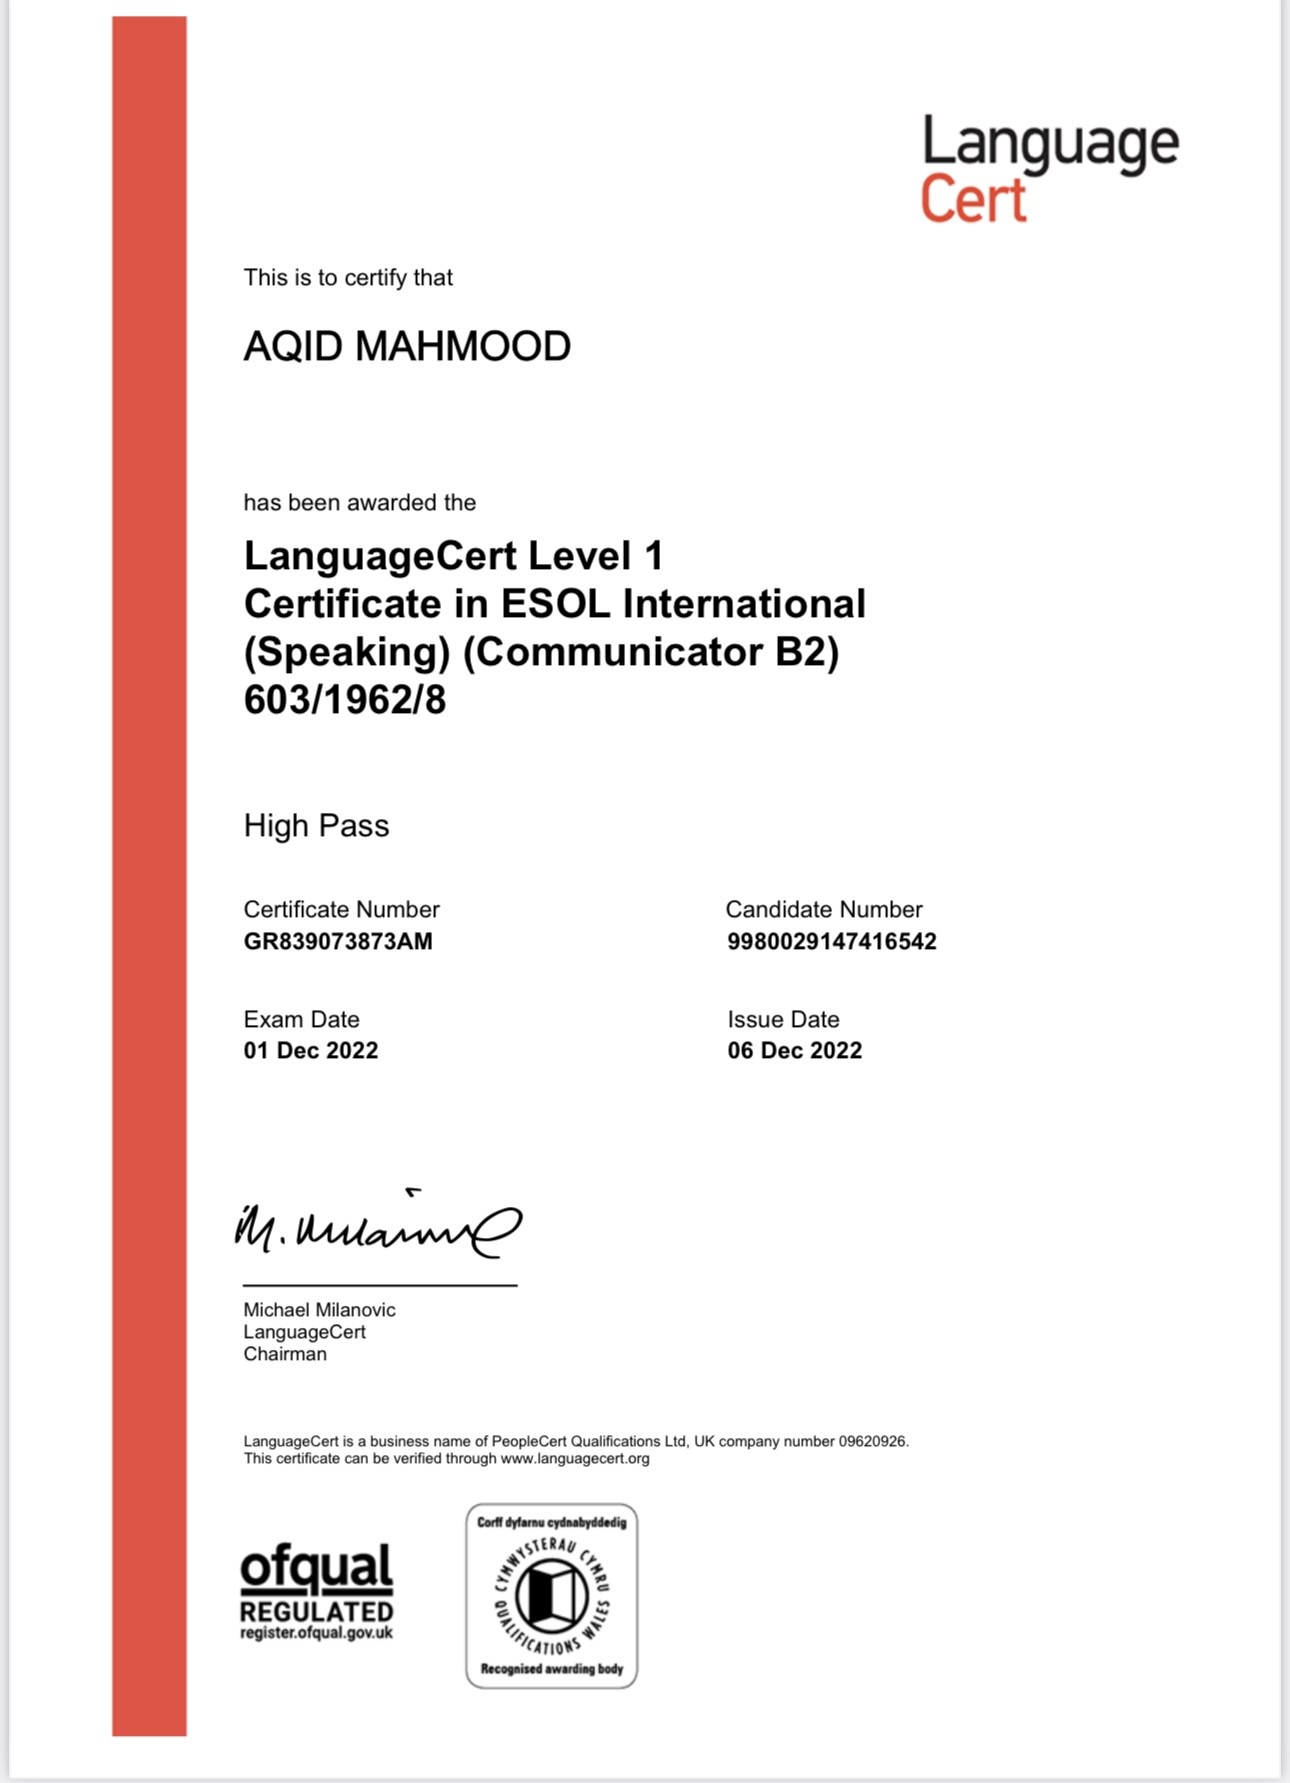 Language
Cert
This is to certify that
AQID MAHMOOD
has been awarded the
LanguageCert Level 1
Certificate in ESOL International
(Speaking) (Communicator B2)
603/1962/8
High Pass
Certificate Number
GR839073873AM
Candidate Number
9980029147416542
Exam Date
01 Dec 2022
Issue Date
06 Dec 2022
Michael Milanovic
LanguageCert
Chairman
LanguageCert is a business name of PeopleCert Qualifications Ltd, UK company number 09620926.
This certificate can be verified through www.languagecert.org
ofqual
REGULATED
register.ofqual.gov.uk
Corff dyfarnu cydnabyddedig
CYMWYSTERAU CYMRU
QUALIFICATIONS WALES
Recognised awarding body